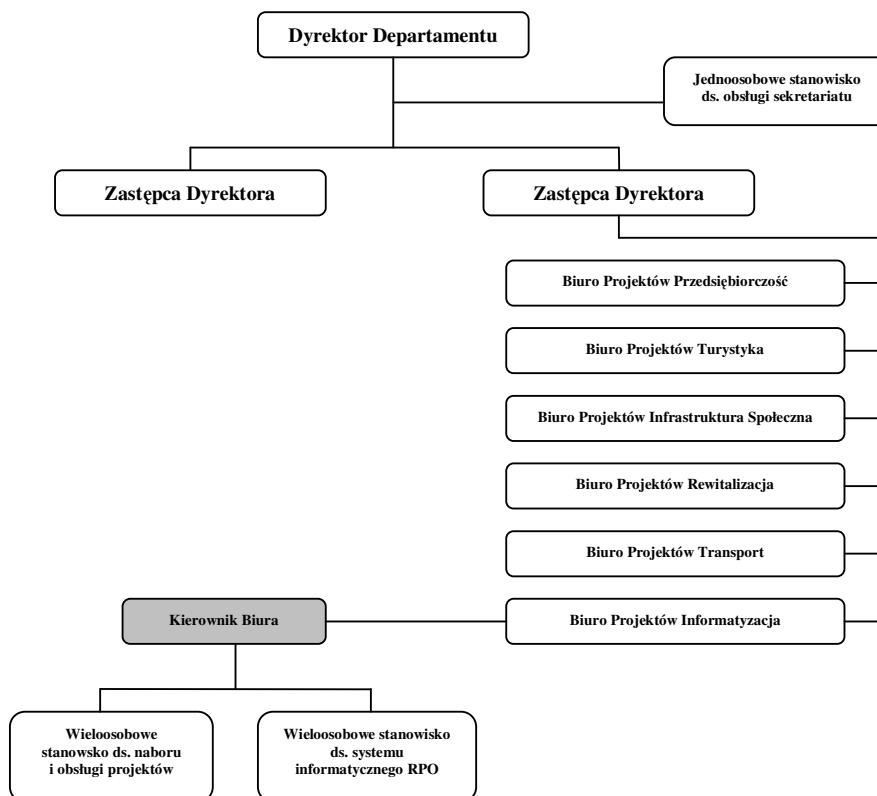 Dyrektor Departamentu
Jednoosobowe stanowisko
ds. obsługi sekretariatu
Zastępca Dyrektora
Zastępca Dyrektora
Biuro Projektów Przedsiębiorczość
Biuro Projektów Turystyka
Biuro Projektów Infrastruktura Społeczna
Biuro Projektów Rewitalizacja
Biuro Projektów Transport
Kierownik Biura
Biuro Projektów Informatyzacja
Wieloosobowe
stanowsko ds. naboru
i obsługi projektów
Wieloosobowe stanowisko
ds. systemu
informatycznego RPO